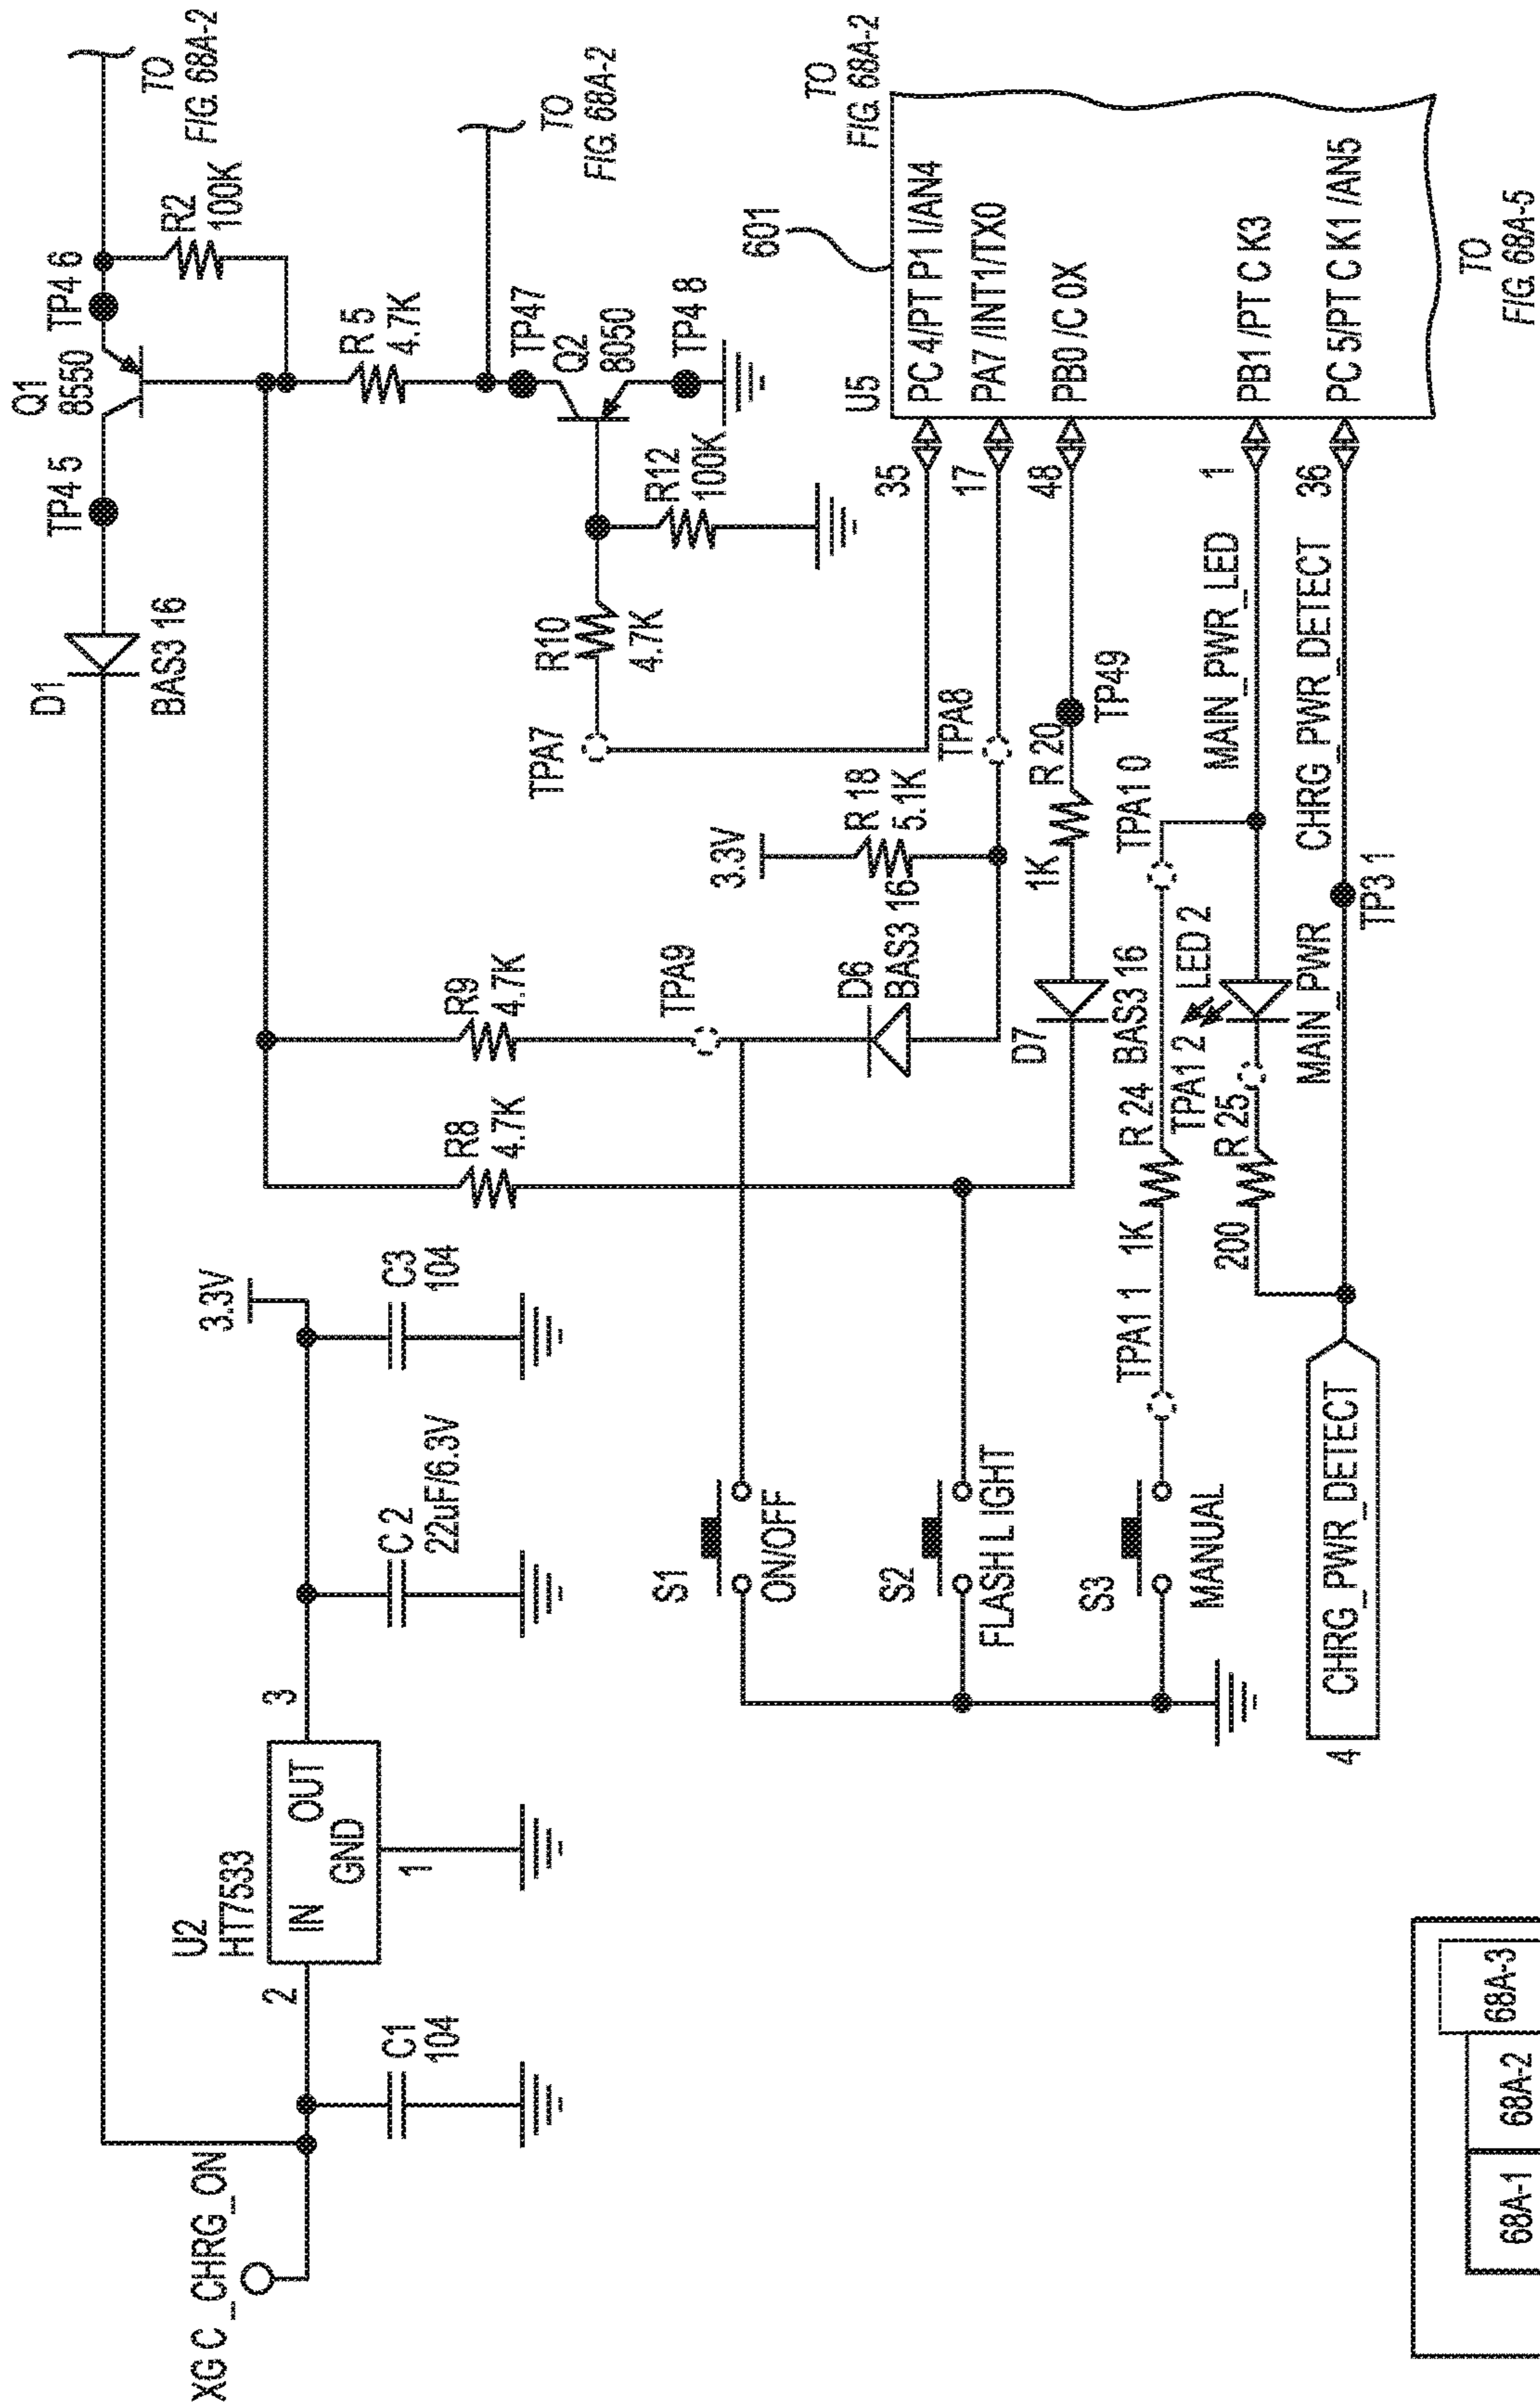 XG C_CHRG_ON
U2
HT7533
2
IN
OUT
GND
3
1
C1
104
C 2
22uF/6.3V
C3
104
3.3V
D1
BAS3 16
TP4 5
Q1
8550
TP4 6
R2
100K
TO
FIG. 68A-2
R8
4.7K
R9
4.7K
R 5
4.7K
TP47
Q2
8050
TP4 8
TO
FIG. 68A-2
R10
4.7K
R12
100K
TPA7
TPA9
D6
BAS3 16
3.3V
R 18
5.1K
TPA8
S1
ON/OFF
S2
FLASH L IGHT
S3
MANUAL
D7
BAS3 16
1K
R 20
TP49
TPA1 1
1K
R 24
TPA1 0
TPA1 2
LED 2
200
R 25
MAIN_PWR
MAIN_PWR_LED
CHRG_PWR_DETECT
TP3 1
4
CHRG_PWR_DETECT
35
17
48
1
36
U5
601
TO
FIG. 68A-2
PC 4/PT P1 I/AN4
PA7 /INT1/TX0
PB0 /C 0X
PB1 /PT C K3
PC 5/PT C K1 /AN5
TO
FIG. 68A-5
68A-1
68A-2
68A-3